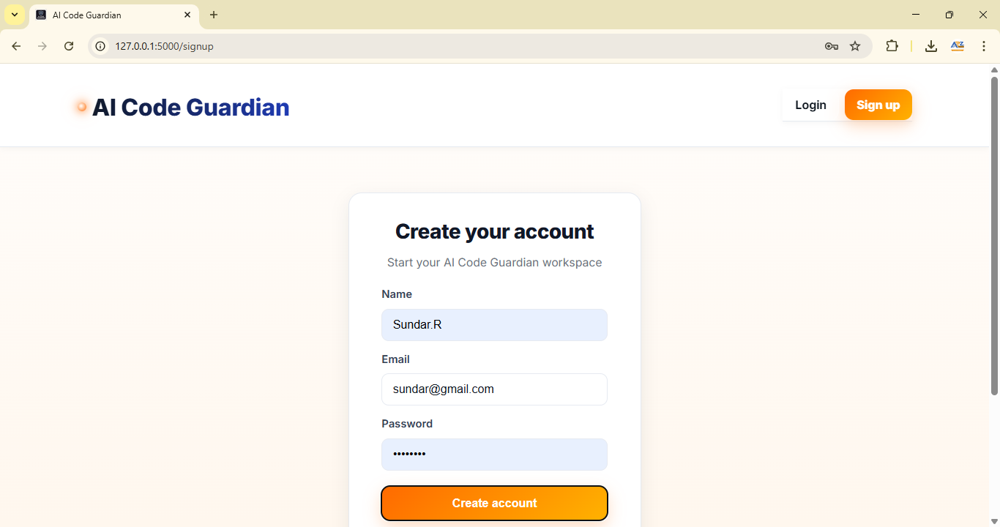 AI Code Guardian
127.0.0.1:5000/signup
AI Code Guardian
Login
Sign up
Create your account
Start your AI Code Guardian workspace
Name
Sundar.R
Email
sundar@gmail.com
Password
••••••••
Create account